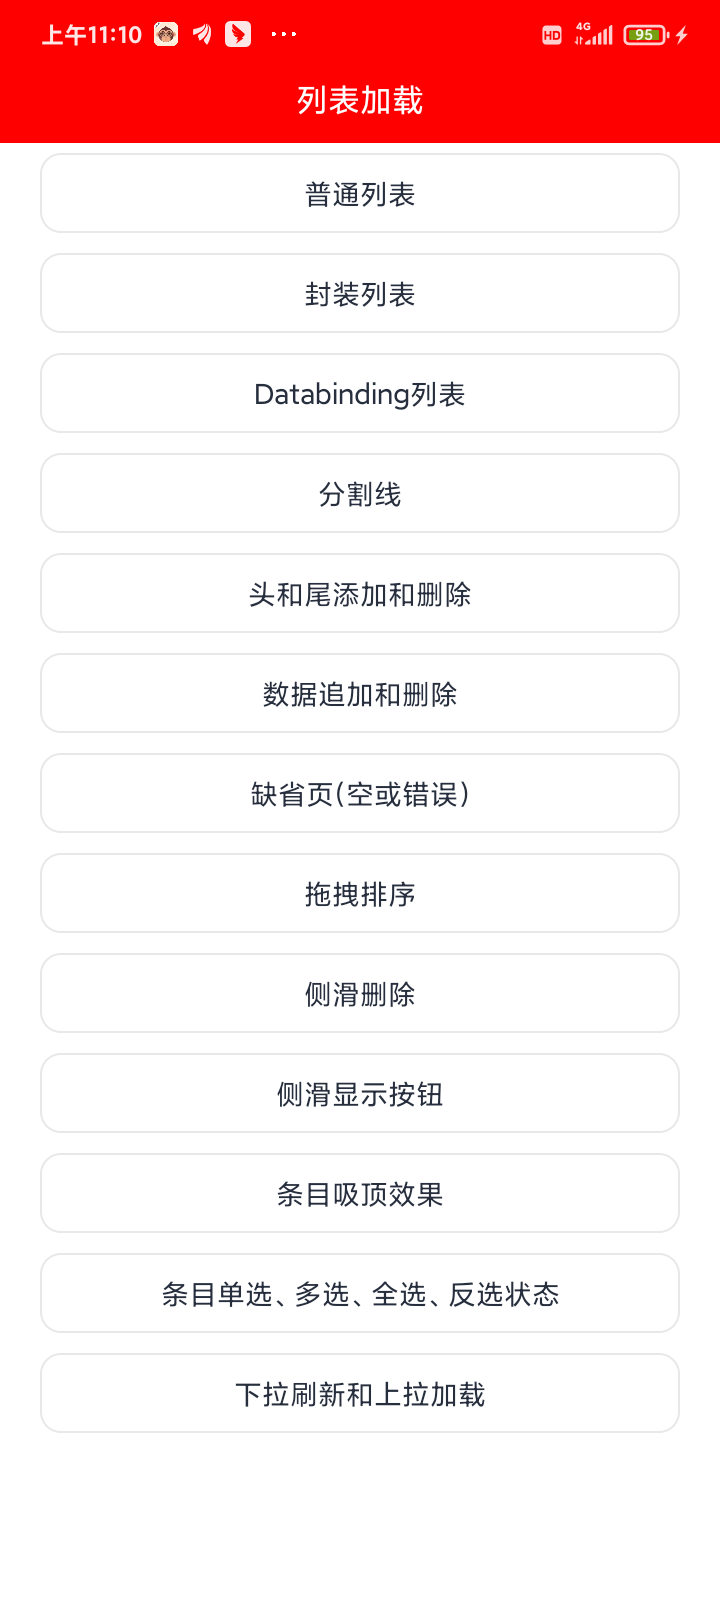 上午11:10
HD 4G 95
列表加载
普通列表
封装列表
Databinding列表
分割线
头和尾添加和删除
数据追加和删除
缺省页(空或错误)
拖拽排序
侧滑删除
侧滑显示按钮
条目吸顶效果
条目单选、多选、全选、反选状态
下拉刷新和上拉加载